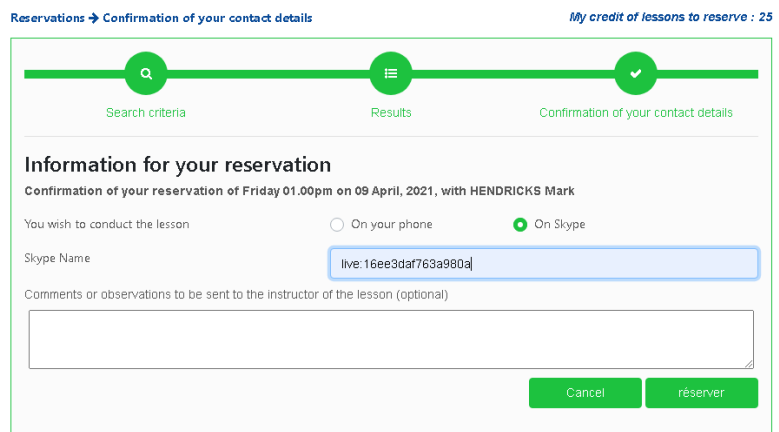 Reservations → Confirmation of your contact details
My credit of lessons to reserve : 25
Search criteria
Results
Confirmation of your contact details
Information for your reservation
Confirmation of your reservation of Friday 01.00pm on 09 April, 2021, with HENDRICKS Mark
You wish to conduct the lesson
On your phone
On Skype
Skype Name
live:16ee3daf763a980a
Comments or observations to be sent to the instructor of the lesson (optional)
Cancel
réserver